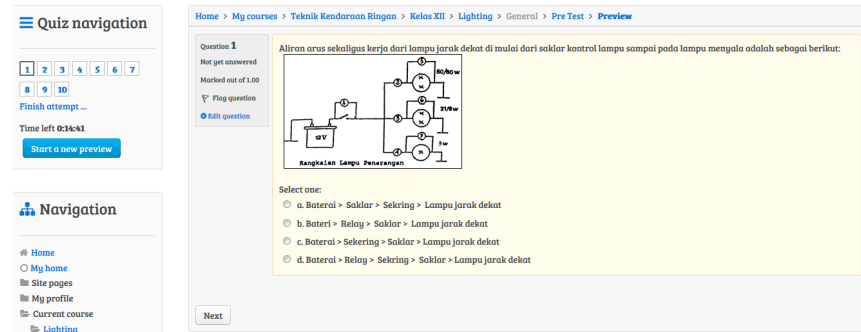 Quiz navigation
1 2 3 4 5 6 7
8 9 10
Finish attempt ...
Time left 0:14:41
Start a new preview
Navigation
Home
My home
Site pages
My profile
Current course
Lighting
Home > My courses > Teknik Kendaraan Ringan > Kelas XII > Lighting > General > Pre Test > Preview
Question 1
Not yet answered
Marked out of 1.00
Flag question
Edit question
Aliran arus sekaligus kerja dari lampu jarak dekat di mulai dari saklar kontrol lampu sampai pada lampu menyala adalah sebagai berikut:
12V
21/5w
3w
Rangkaian Lampu Penerangan
Select one:
a. Baterai > Saklar > Sekring > Lampu jarak dekat
b. Bateri > Relay > Saklar > Lampu jarak dekat
c. Baterai > Sekering > Saklar > Lampu jarak dekat
d. Baterai > Relay > Sekring > Saklar > Lampu jarak dekat
Next